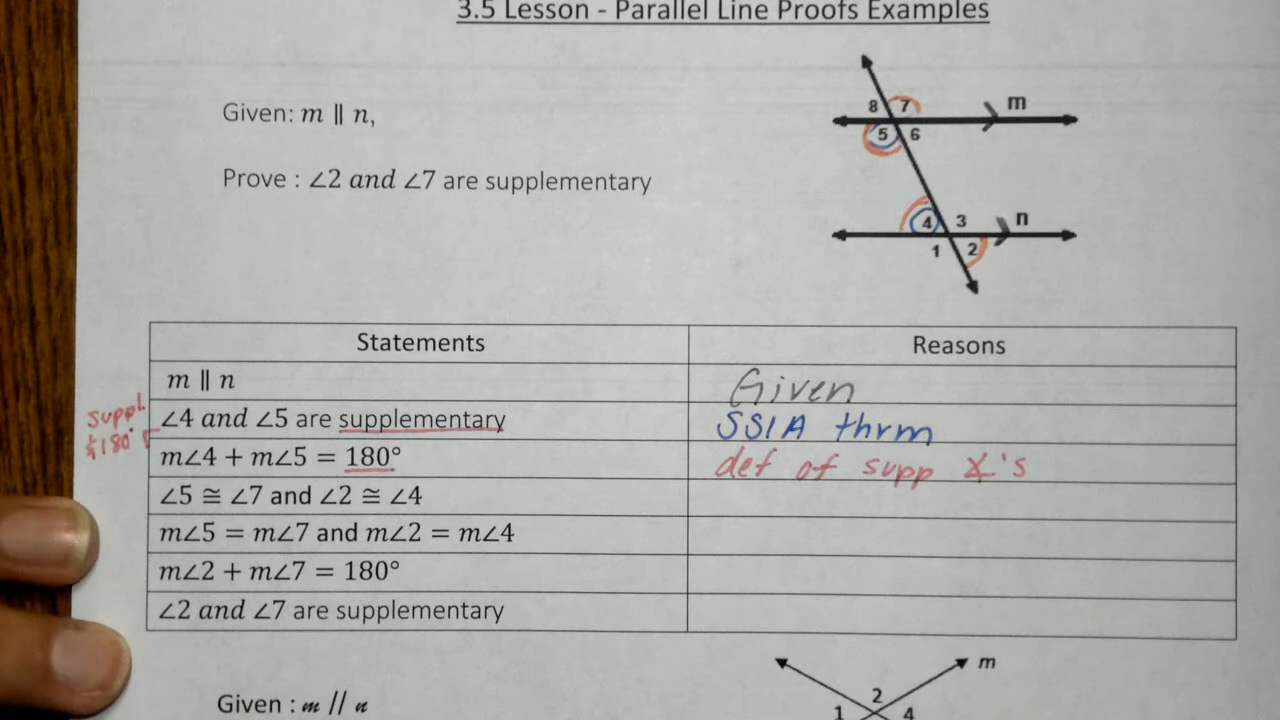 3.5 Lesson - Parallel Line Proofs Examples
Given: m ∥ n,
Prove : ∠2 and ∠7 are supplementary
8 7 m
5 6
4 3 n
1 2
Statements Reasons
m ∥ n Given
suppl. ∠4 and ∠5 are supplementary SSIA thrm
∡180° m∠4 + m∠5 = 180° def of supp ∡'s
∠5 ≅ ∠7 and ∠2 ≅ ∠4
m∠5 = m∠7 and m∠2 = m∠4
m∠2 + m∠7 = 180°
∠2 and ∠7 are supplementary
m
2
Given : m // n 1 4